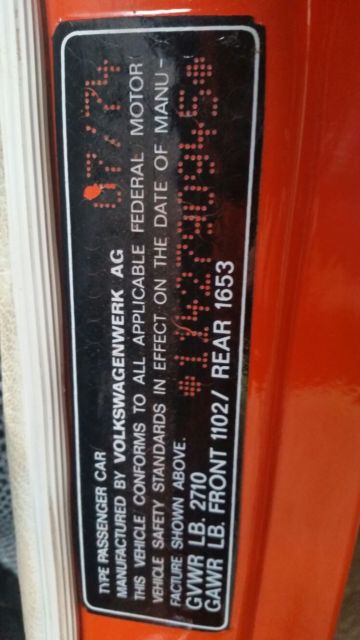 TYPE PASSENGER CAR 07/74
MANUFACTURED BY VOLKSWAGENWERK AG
THIS VEHICLE CONFORMS TO ALL APPLICABLE FEDERAL MOTOR
VEHICLE SAFETY STANDARDS IN EFFECT ON THE DATE OF MANU-
FACTURE SHOWN ABOVE. *1142790945*
GVWR LB. 2710
GAWR LB. FRONT 1102/ REAR 1653